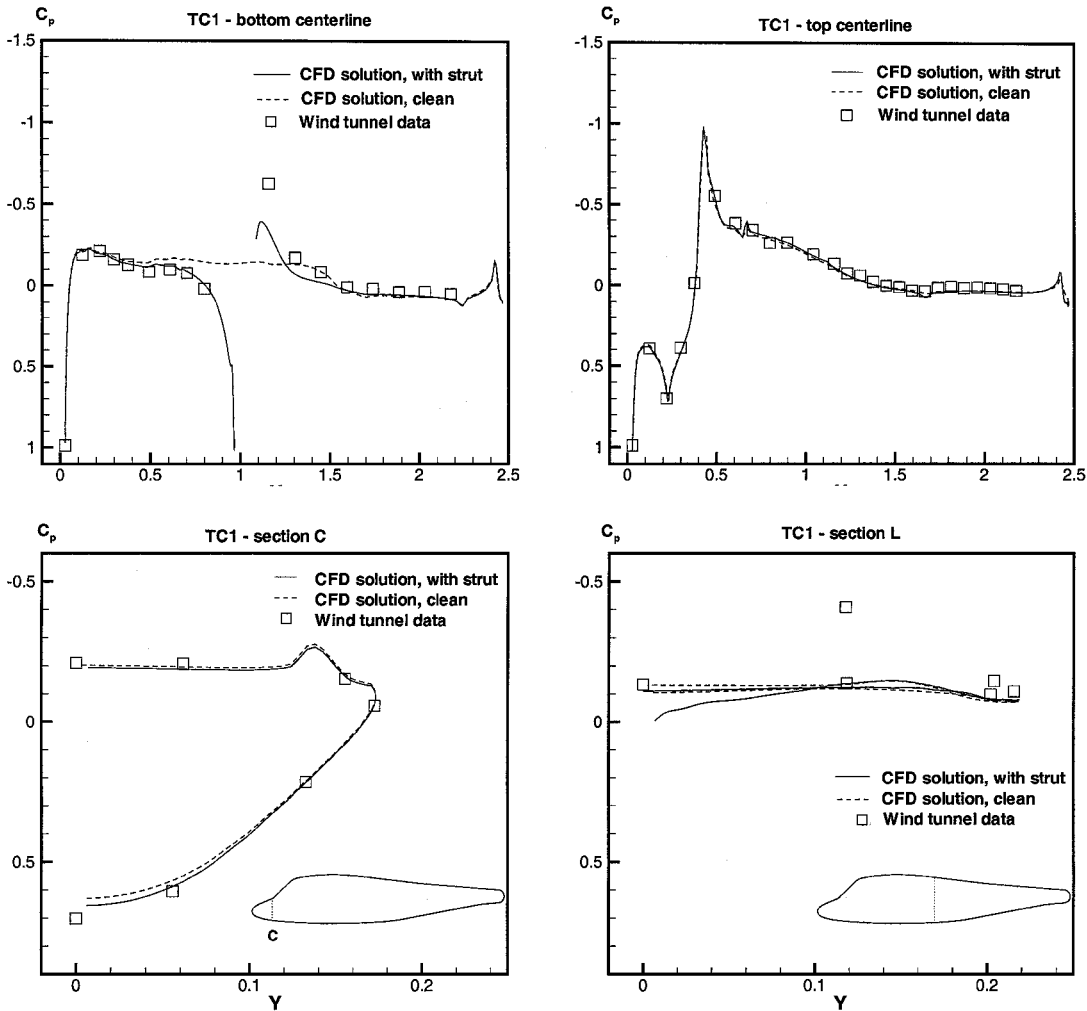 Cp
TC1 - bottom centerline
-1.5
-1
-0.5
0
0.5
1
0
0.5
1
1.5
2
2.5
CFD solution, with strut
CFD solution, clean
Wind tunnel data
Cp
TC1 - top centerline
-1.5
-1
-0.5
0
0.5
1
0
0.5
1
1.5
2
2.5
CFD solution, with strut
CFD solution, clean
Wind tunnel data
Cp
TC1 - section C
-0.5
0
0.5
0
0.1
0.2
Y
CFD solution, with strut
CFD solution, clean
Wind tunnel data
C
Cp
TC1 - section L
-0.5
0
0.5
0
0.1
0.2
Y
CFD solution, with strut
CFD solution, clean
Wind tunnel data